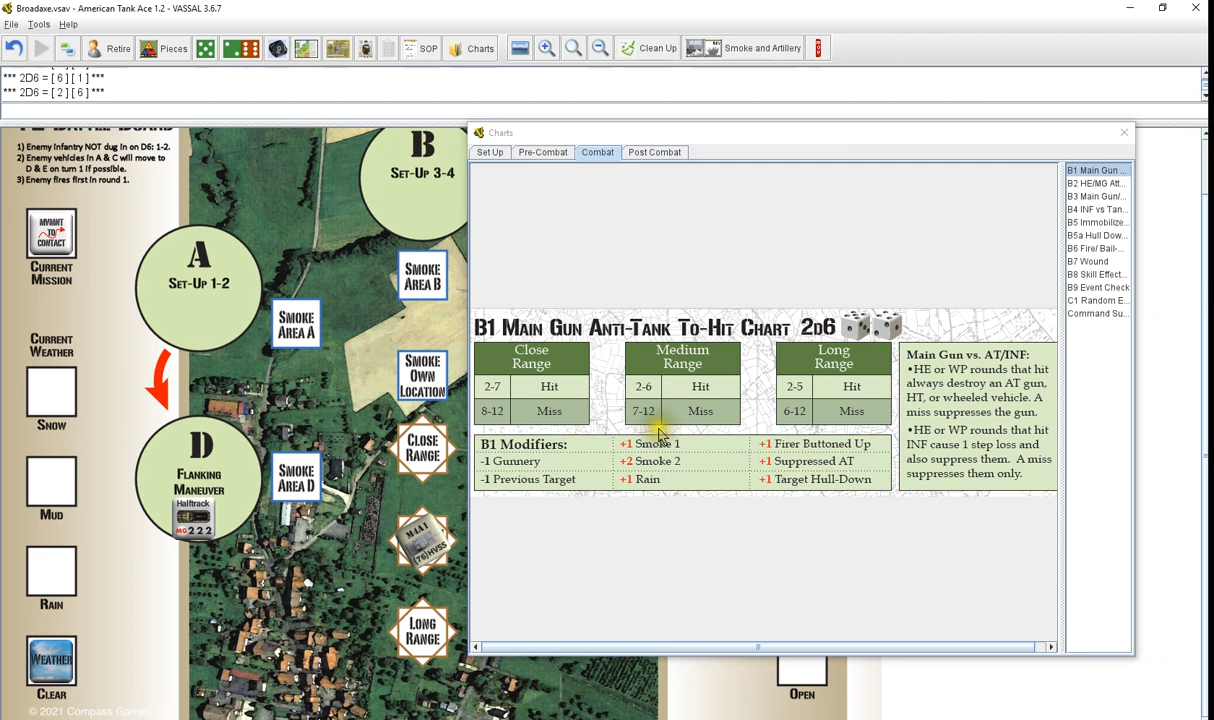 Broadaxe.vsav - American Tank Ace 1.2 - VASSAL 3.6.7
File Tools Help
Retire Pieces SOP Charts Clean Up Smoke and Artillery
*** 2D6 = [ 6 ] [ 1 ] ***
*** 2D6 = [ 2 ] [ 6 ] ***
1) Enemy infantry NOT dug in on D6: 1-2.
2) Enemy vehicles in A & C will move to
D & E on turn 1 if possible.
3) Enemy fires first in round 1.
MVMNT
TO
CONTACT
Current
Mission
Current
Weather
Snow
Mud
Rain
WEATHER
Clear
© 2021 Compass Games,
A
Set-Up 1-2
B
Set-Up 3-4
Smoke
Area A
Smoke
Area B
Smoke
Own
Location
D
Flanking
Maneuver
Halftrack
MG 2 2 2
Smoke
Area D
Close
Range
M4A1
(76)HVSS
Long
Range
Charts
Set Up Pre-Combat Combat Post Combat
B1 Main Gun Anti-Tank To-Hit Chart 2d6
Close
Range
2-7 Hit
8-12 Miss
Medium
Range
2-6 Hit
7-12 Miss
Long
Range
2-5 Hit
6-12 Miss
B1 Modifiers:
-1 Gunnery
-1 Previous Target
+1 Smoke 1
+2 Smoke 2
+1 Rain
+1 Firer Buttoned Up
+1 Suppressed AT
+1 Target Hull-Down
Main Gun vs. AT/INF:
•HE or WP rounds that hit
always destroy an AT gun,
HT, or wheeled vehicle. A
miss suppresses the gun.
•HE or WP rounds that hit
INF cause 1 step loss and
also suppress them. A miss
suppresses them only.
B1 Main Gun ...
B2 HE/MG Att...
B3 Main Gun/...
B4 INF vs Tan...
B5 Immobilize...
B5a Hull Dow...
B6 Fire/ Bail-...
B7 Wound
B8 Skill Effect...
B9 Event Check
C1 Random E...
Command Su...
Open